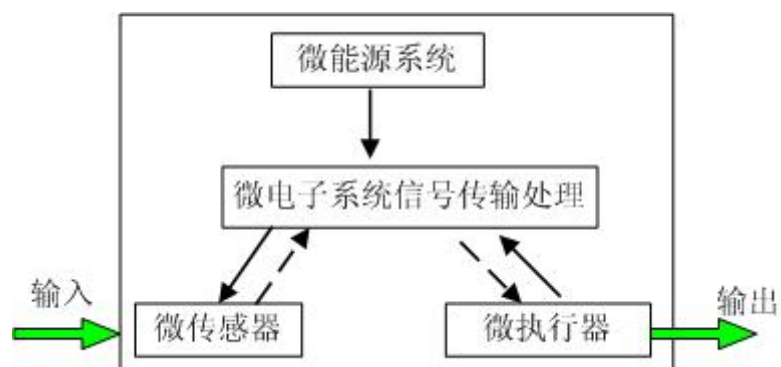 微能源系统
微电子系统信号传输处理
输入
微传感器
微执行器
输出